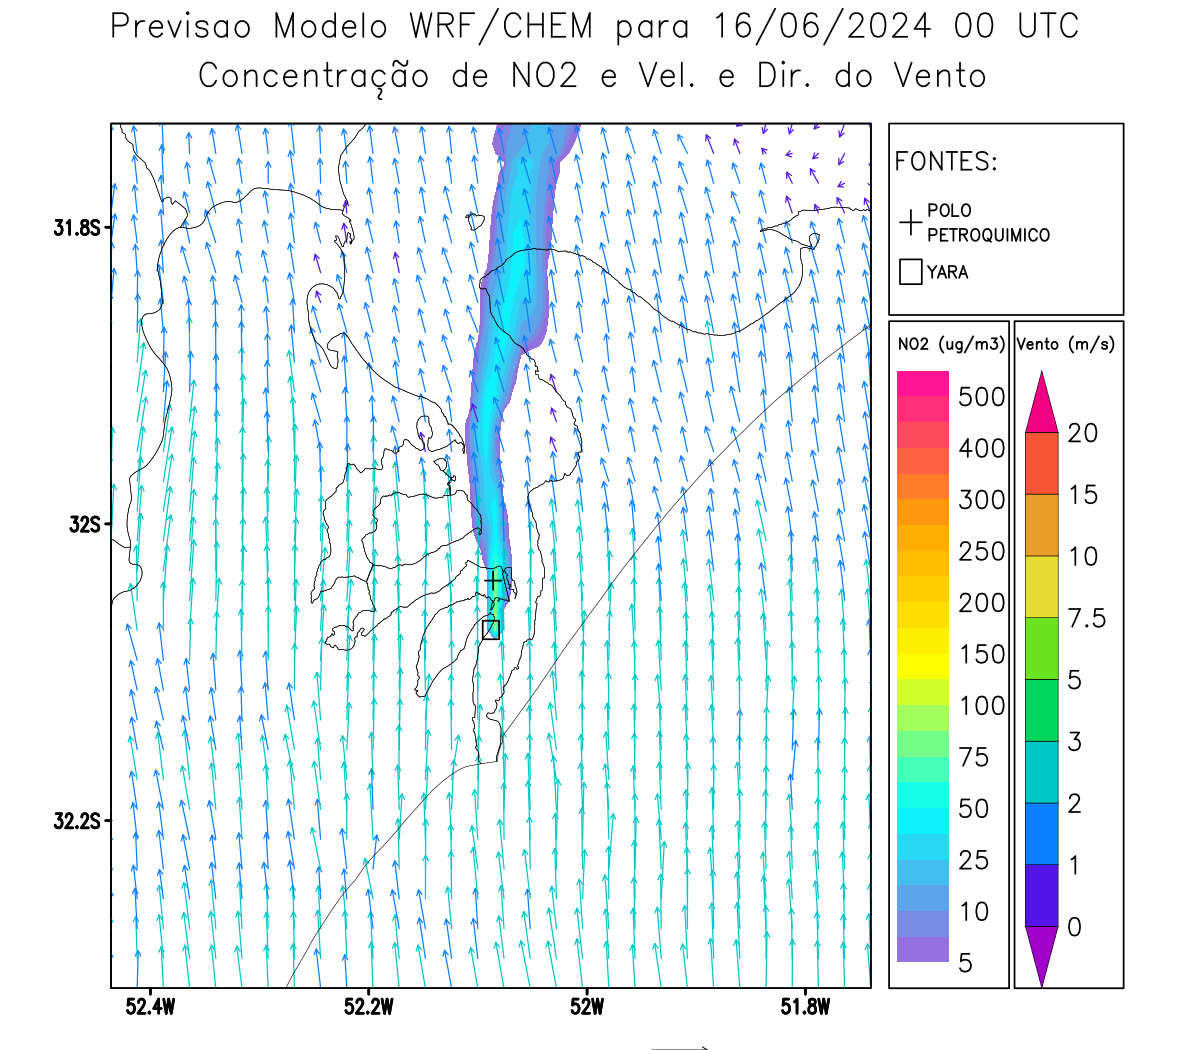 Previsao Modelo WRF/CHEM para 16/06/2024 00 UTC
Concentração de NO2 e Vel. e Dir. do Vento
FONTES:
POLO
PETROQUIMICO
YARA
NO2 (ug/m3)
500
400
300
250
200
150
100
75
50
25
10
5
Vento (m/s)
20
15
10
7.5
5
3
2
1
0
31.8S
32S
32.2S
52.4W
52.2W
52W
51.8W